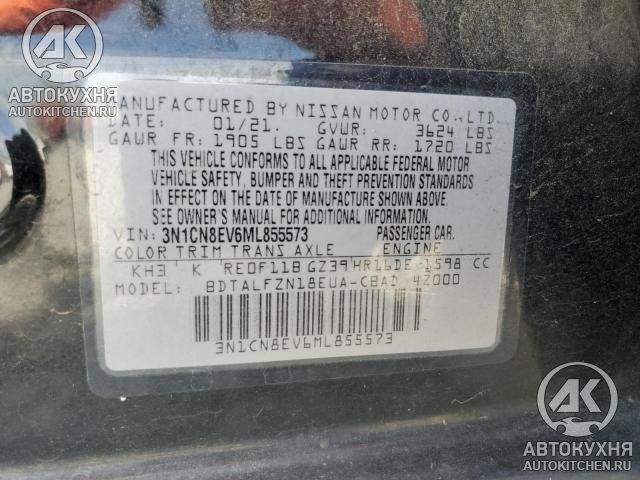 АК
АВТОКУХНЯ
AUTOKITCHEN.RU
MANUFACTURED BY NISSAN MOTOR CO., LTD.
DATE: 01/21. GVWR: 3624 LBS
GAWR FR: 1905 LBS GAWR RR: 1720 LBS
THIS VEHICLE CONFORMS TO ALL APPLICABLE FEDERAL MOTOR
VEHICLE SAFETY, BUMPER AND THEFT PREVENTION STANDARDS
IN EFFECT ON THE DATE OF MANUFACTURE SHOWN ABOVE.
SEE OWNER'S MANUAL FOR ADDITIONAL INFORMATION
VIN: 3N1CN8EV6ML855573 PASSENGER CAR.
COLOR TRIM TRANS AXLE ENGINE
KH3 K RE0F11B GZ39 HR16DE 1598 CC
MODEL: BDTALFZN18EUA-CBAD 4Z000
3N1CN8EV6ML855573
АК
АВТОКУХНЯ
AUTOKITCHEN.RU